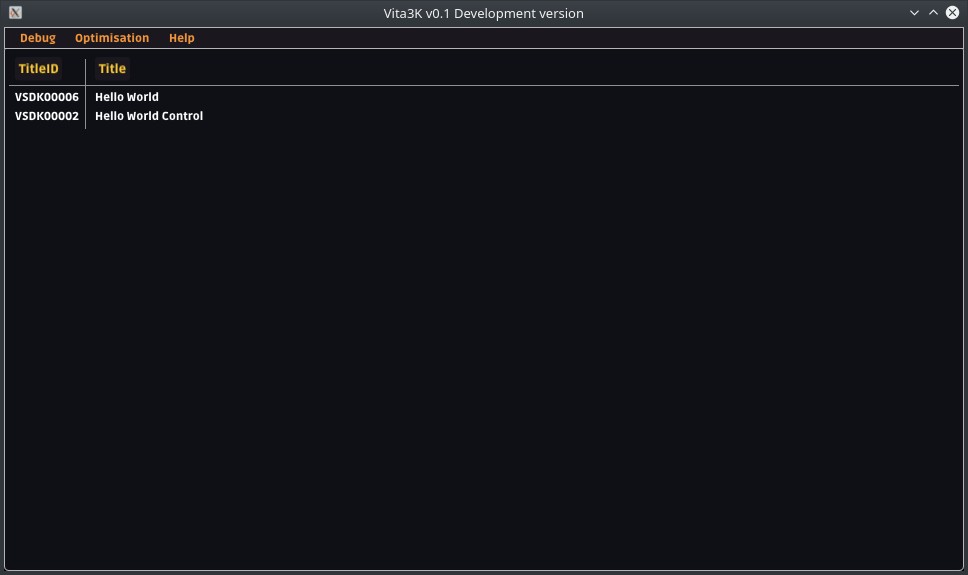 Vita3K v0.1 Development version
Debug Optimisation Help
TitleID Title
VSDK00006 Hello World
VSDK00002 Hello World Control